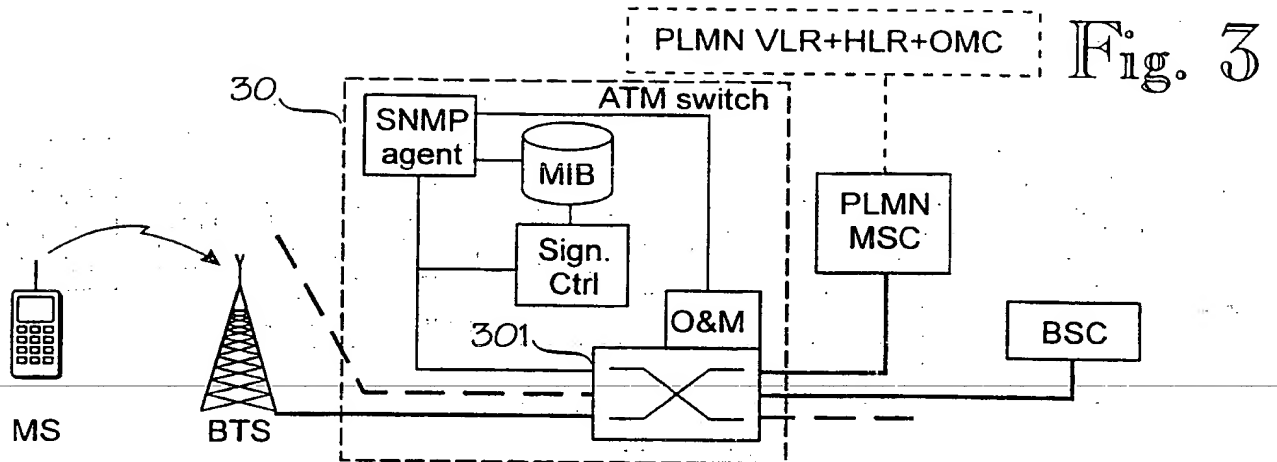 PLMN VLR+HLR+OMC
Fig. 3
30
ATM switch
SNMP
agent
MIB
PLMN
MSC
Sign.
Ctrl
O&M
BSC
301
MS
BTS